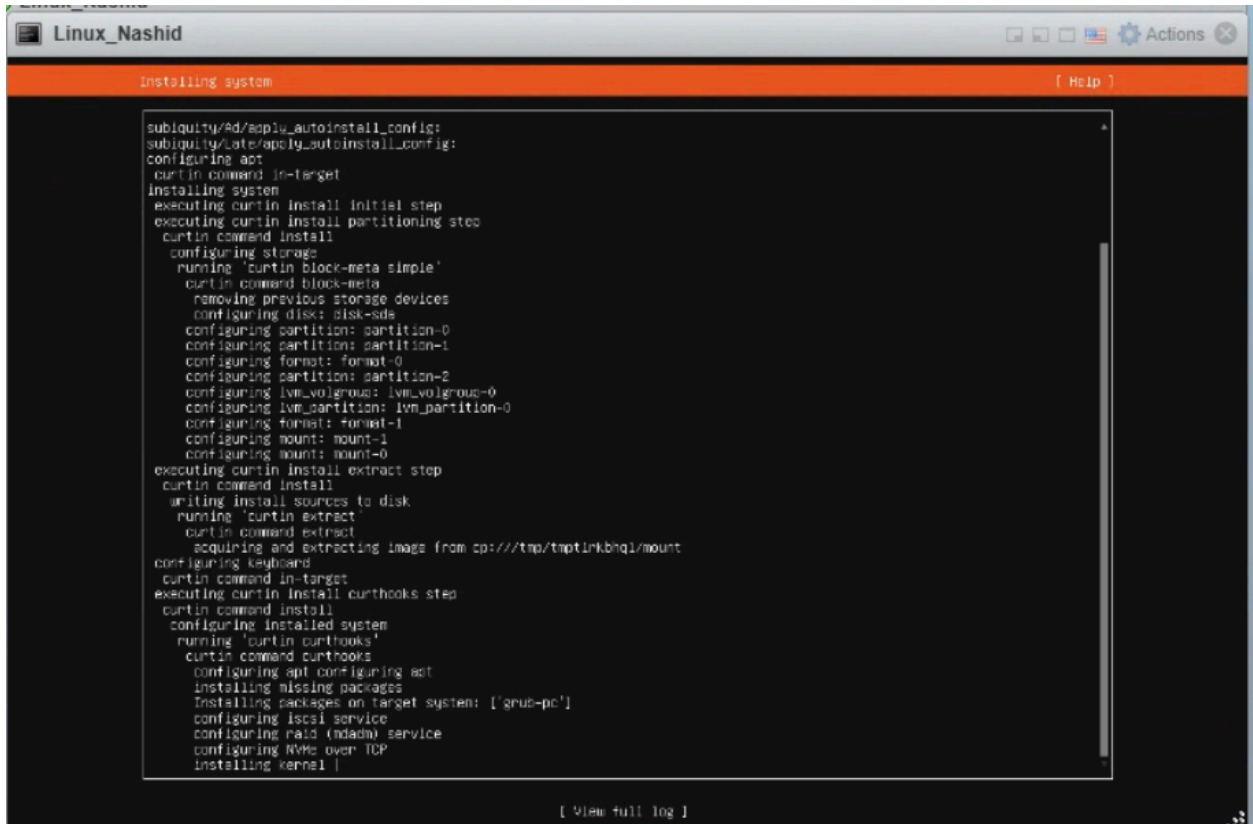 Linux_Nashid
Linux_Nashid Actions
Installing system [ Help ]
subiquity/Ad/apply_autoinstall_config:
subiquity/Late/apply_autoinstall_config:
configuring apt
curtin command in-target
installing system
executing curtin install initial step
executing curtin install partitioning step
curtin command install
configuring storage
running 'curtin block-meta simple'
curtin command block-meta
removing previous storage devices
configuring disk: disk-sda
configuring partition: partition-0
configuring partition: partition-1
configuring format: format-0
configuring partition: partition-2
configuring lvm_volgroup: lvm_volgroup-0
configuring lvm_partition: lvm_partition-0
configuring format: format-1
configuring mount: mount-1
configuring mount: mount-0
executing curtin install extract step
curtin command install
writing install sources to disk
running 'curtin extract'
curtin command extract
acquiring and extracting image from
configuring keyboard
curtin command in-target
executing curtin install curthooks step
curtin command install
configuring installed system
running 'curtin curthooks'
curtin command curthooks
configuring apt configuring apt
installing missing packages
Installing packages on target system: ['grub-pc']
configuring iscsi service
configuring raid (mdadm) service
configuring NVMe over TCP
installing kernel |
[ View full log ]